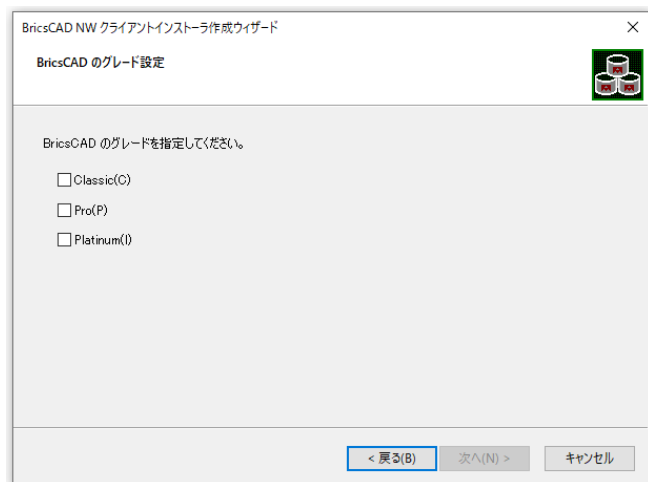 BricsCAD NW クライアントインストーラ作成ウィザード
BricsCAD のグレード設定
BricsCAD のグレードを指定してください。
Classic(C)
Pro(P)
Platinum(I)
< 戻る(B) 次へ(N) > キャンセル